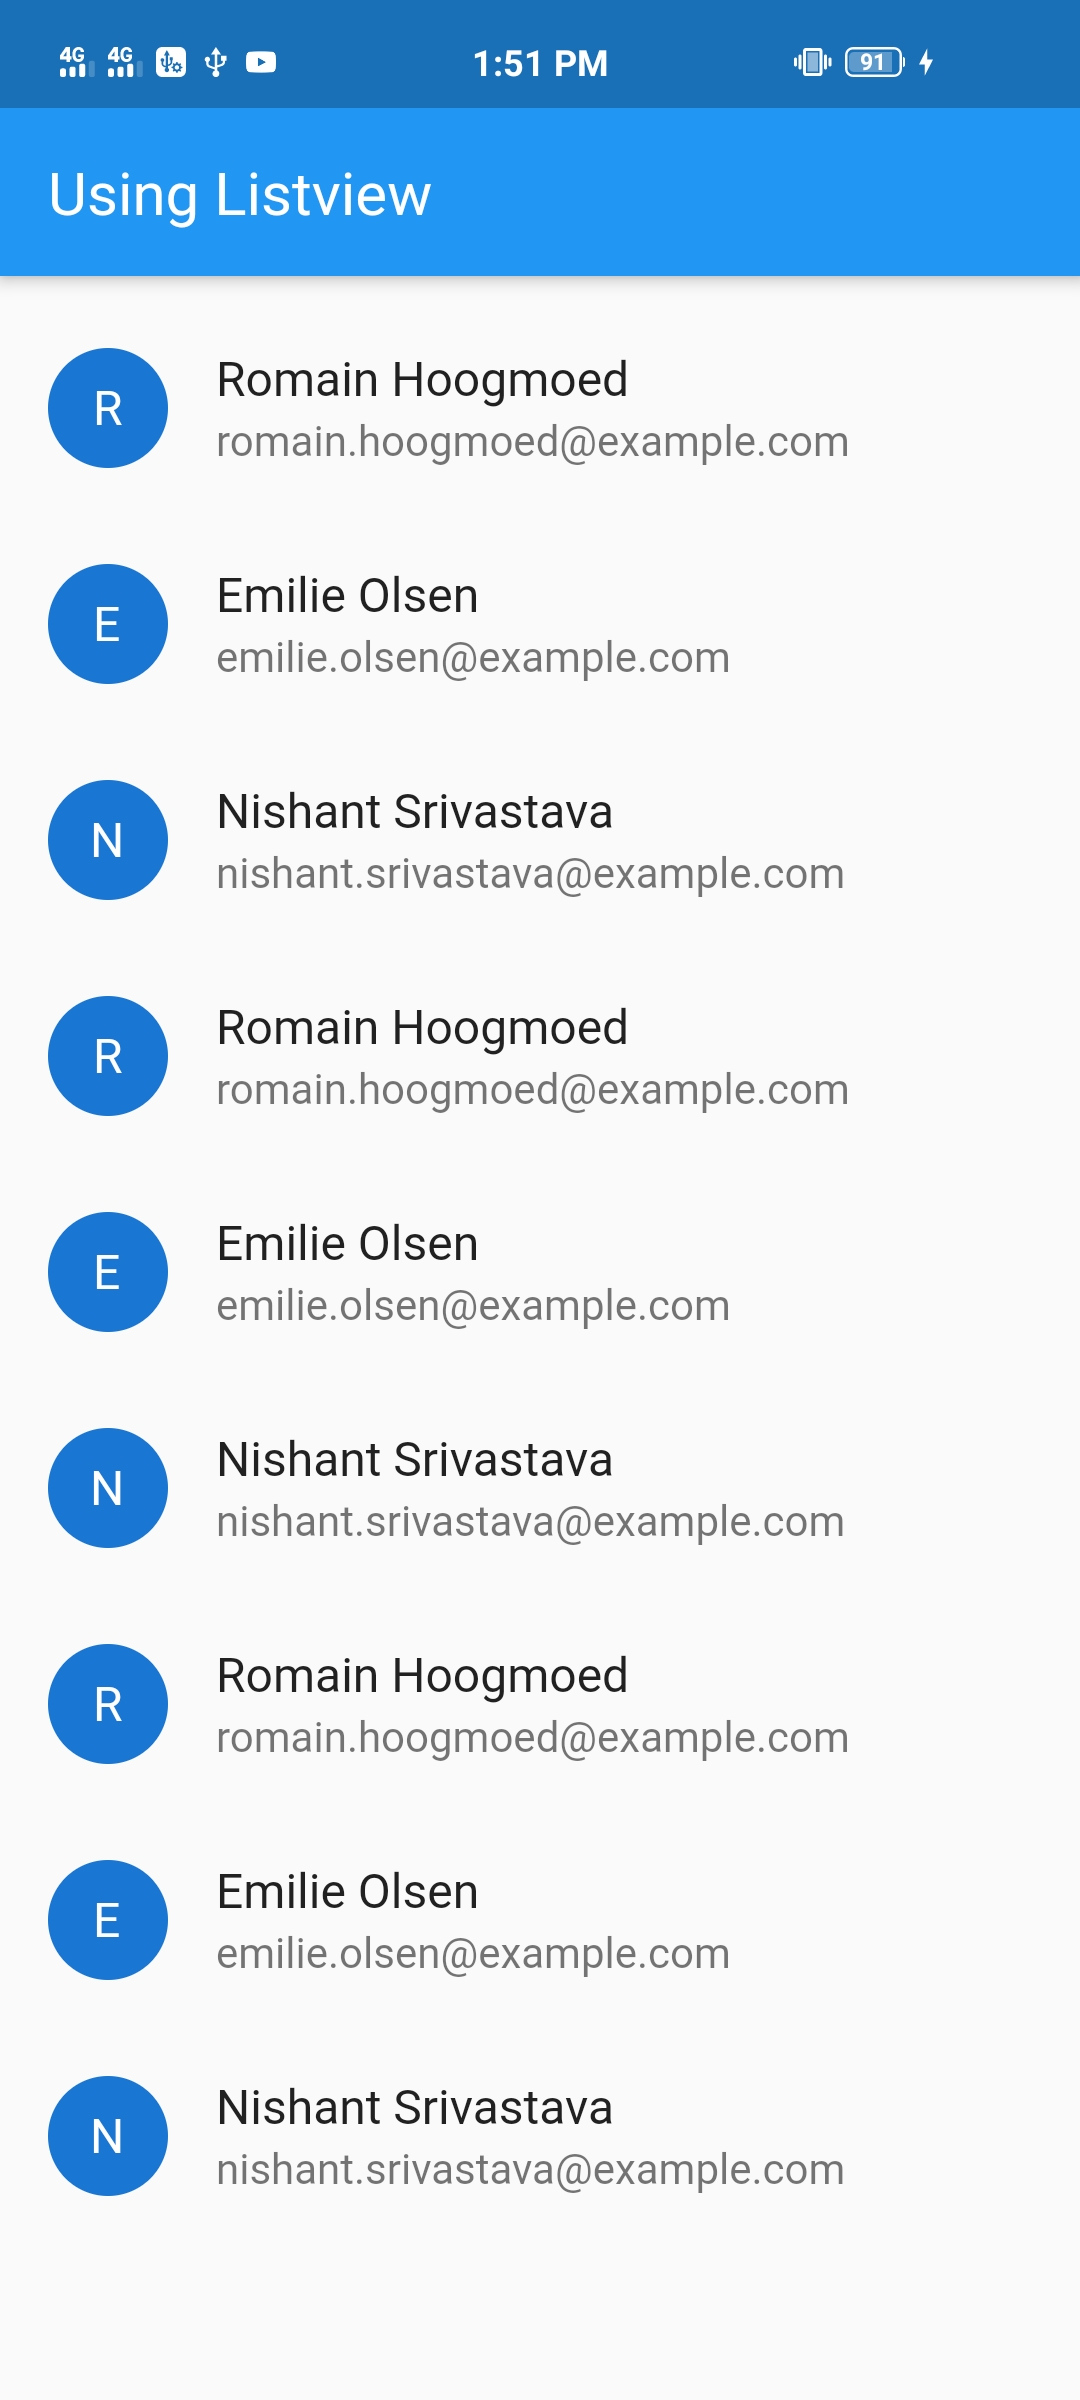 4G 4G 1:51 PM 91
Using Listview
R
Romain Hoogmoed
romain.hoogmoed@example.com
E
Emilie Olsen
emilie.olsen@example.com
N
Nishant Srivastava
nishant.srivastava@example.com
R
Romain Hoogmoed
romain.hoogmoed@example.com
E
Emilie Olsen
emilie.olsen@example.com
N
Nishant Srivastava
nishant.srivastava@example.com
R
Romain Hoogmoed
romain.hoogmoed@example.com
E
Emilie Olsen
emilie.olsen@example.com
N
Nishant Srivastava
nishant.srivastava@example.com